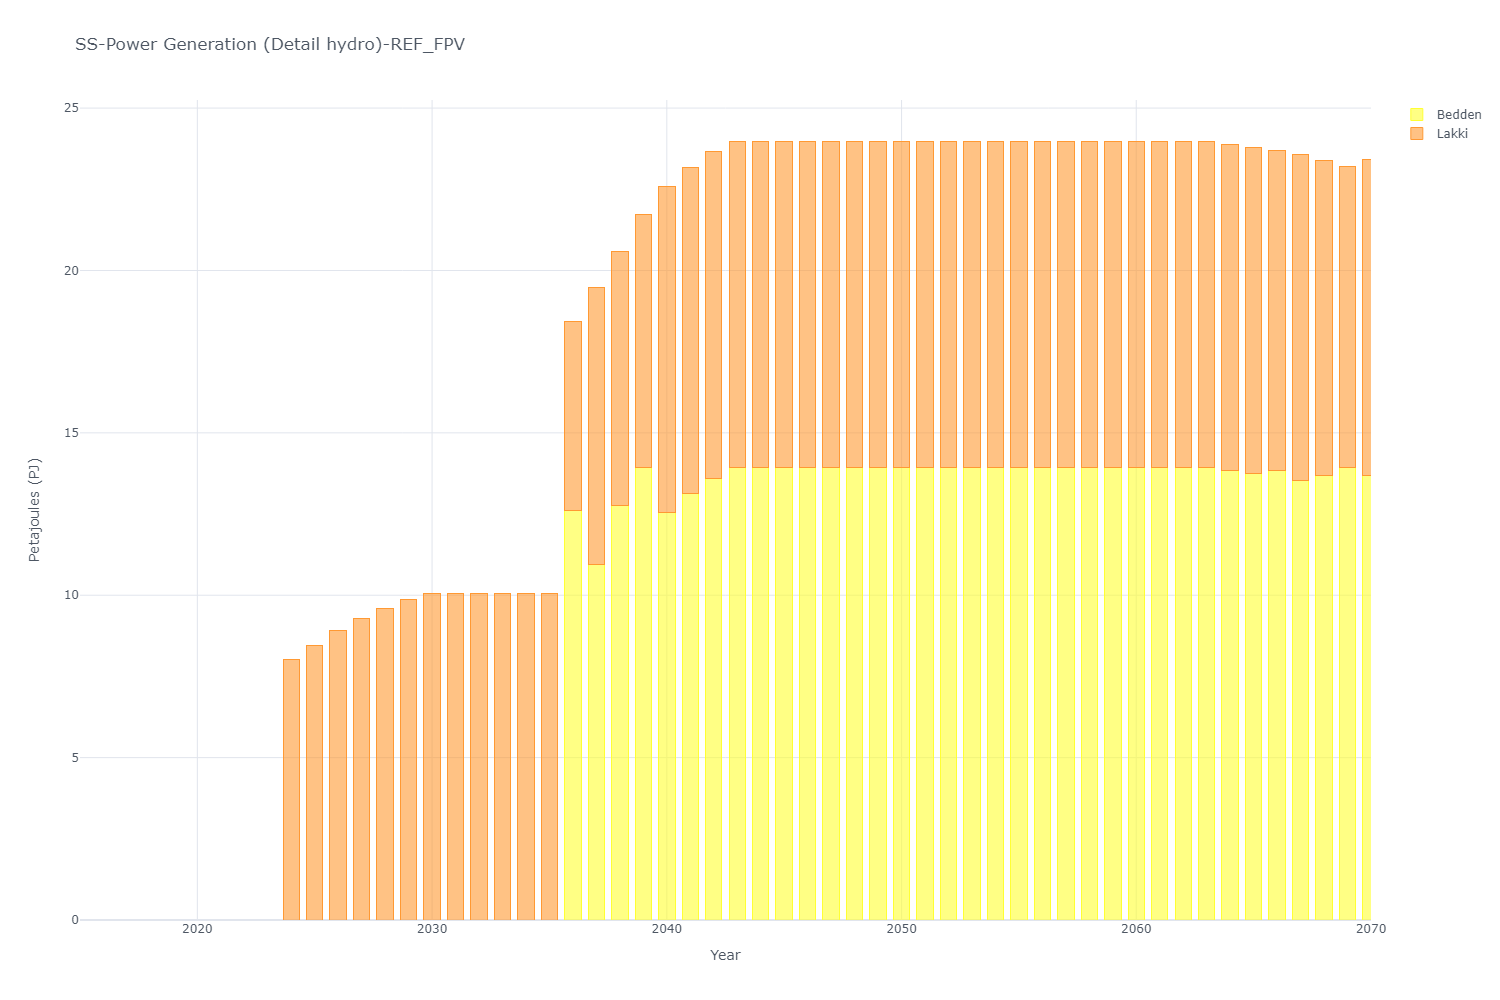 SS-Power Generation (Detail hydro)-REF_FPV
Bedden
Lakki
25
20
15
10
5
0
Petajoules (PJ)
2020
2030
2040
2050
2060
2070
Year